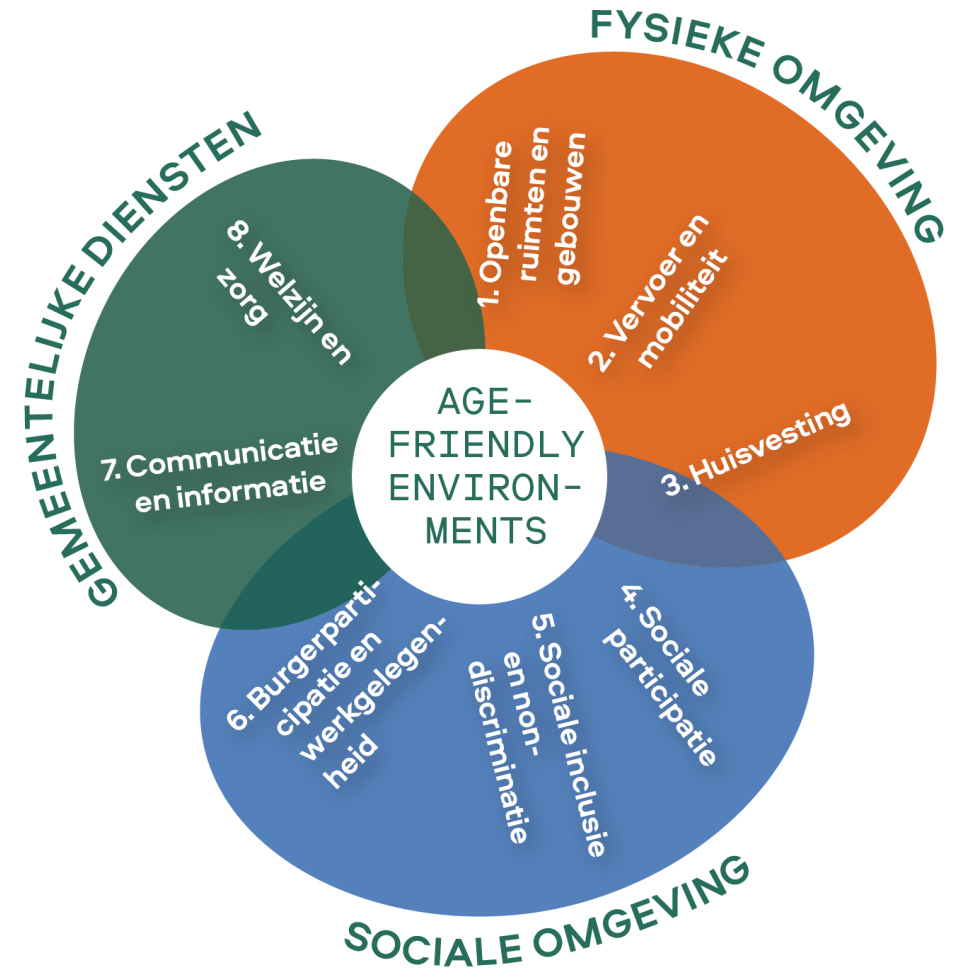 FYSIEKE OMGEVING
1. Openbare
ruimten en
gebouwen
2. Vervoer en
mobiliteit
3. Huisvesting
SOCIALE OMGEVING
4. Sociale
participatie
5. Sociale inclusie
en non-
discriminatie
6. Burgerparti-
cipatie en
werkgelegen-
heid
GEMEENTELIJKE DIENSTEN
7. Communicatie
en informatie
8. Welzijn en
zorg
AGE-
FRIENDLY
ENVIRON-
MENTS